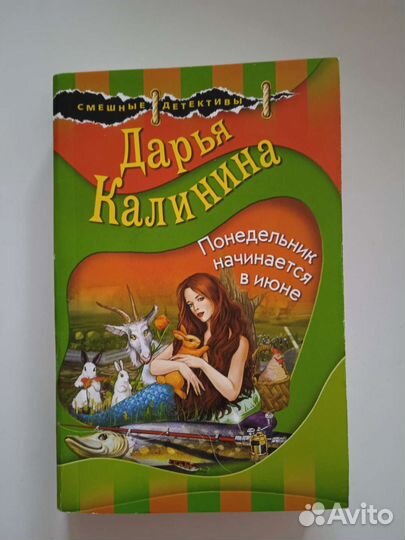 СМЕШНЫЕ ДЕТЕКТИВЫ
Дарья
Калинина
Понедельник
начинается
в июне
Avito